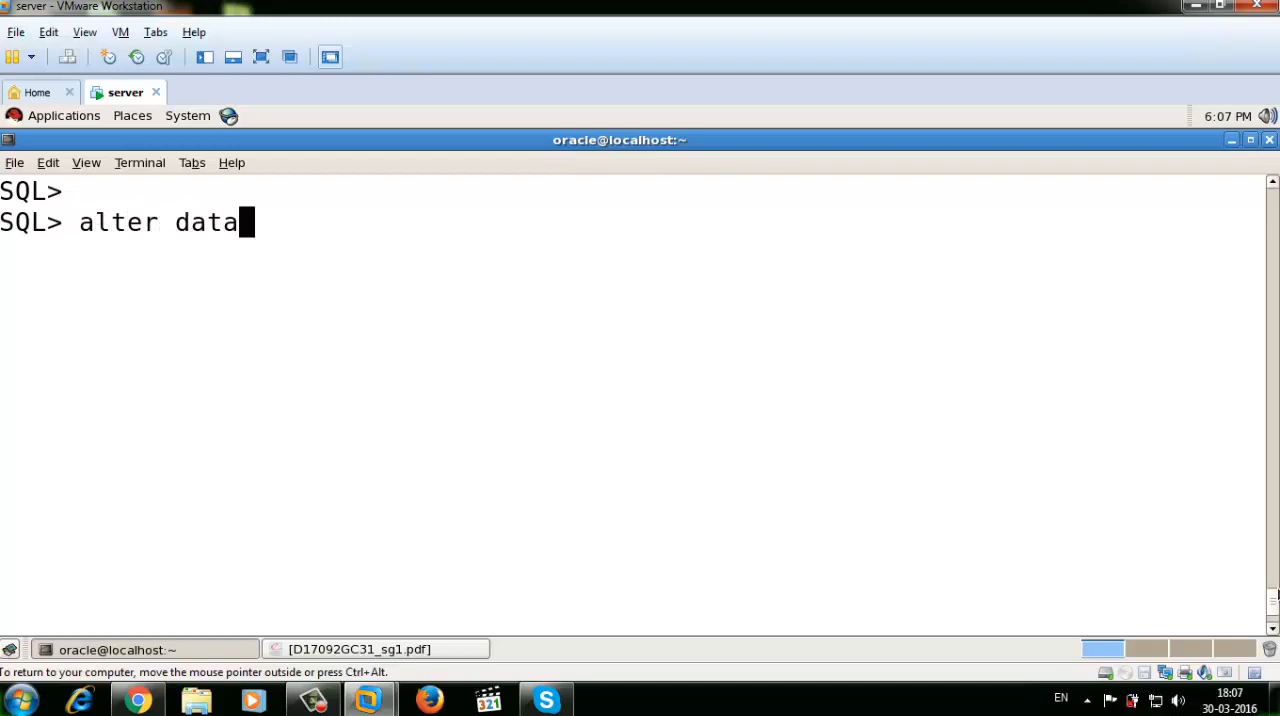 server - VMware Workstation
File Edit View VM Tabs Help
Home server
Applications Places System 6:07 PM
oracle@localhost:~
File Edit View Terminal Tabs Help
SQL>
SQL> alter data
oracle@localhost:~ [D17092GC31_sg1.pdf]
To return to your computer, move the mouse pointer outside or press Ctrl+Alt.
321 S EN 18:07
30-03-2016